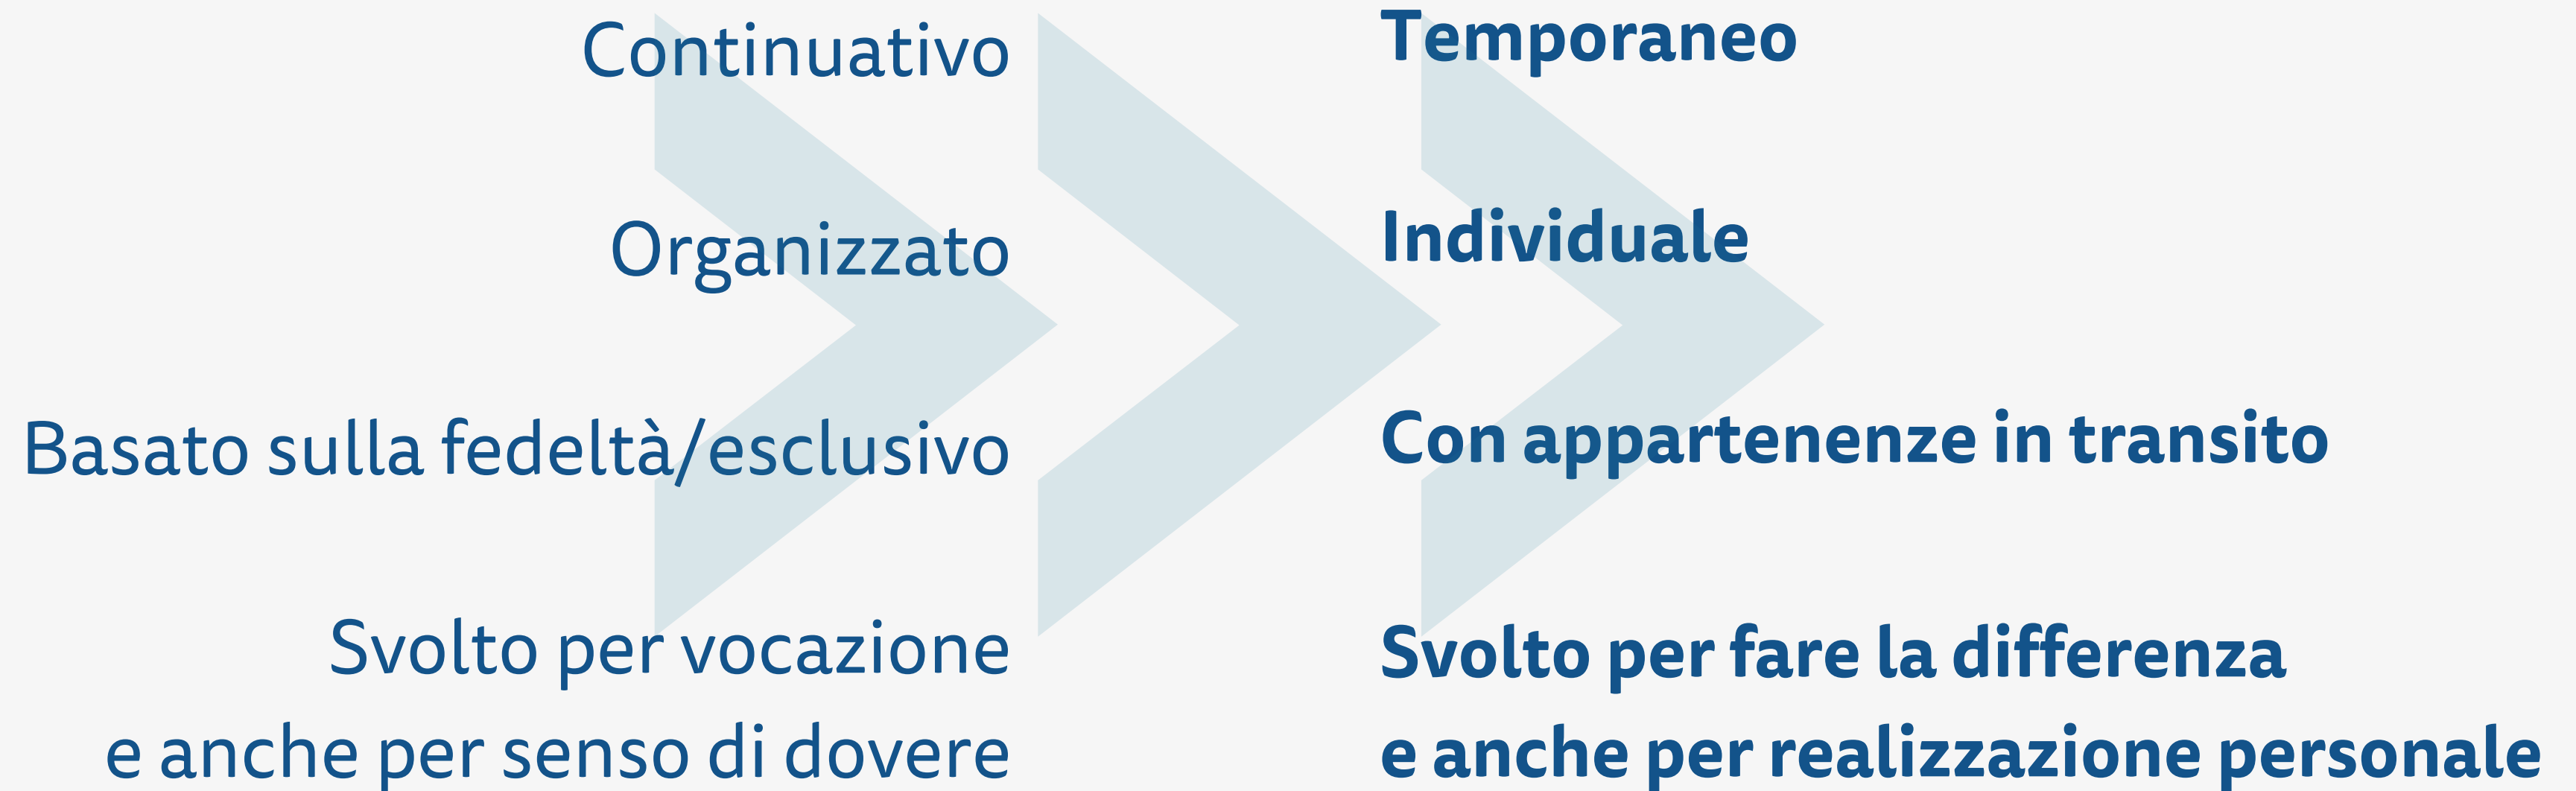 Continuativo
Temporaneo
Organizzato
Individuale
Basato sulla fedeltà/esclusivo
Con appartenenze in transito
Svolto per vocazione
e anche per senso di dovere
Svolto per fare la differenza
e anche per realizzazione personale